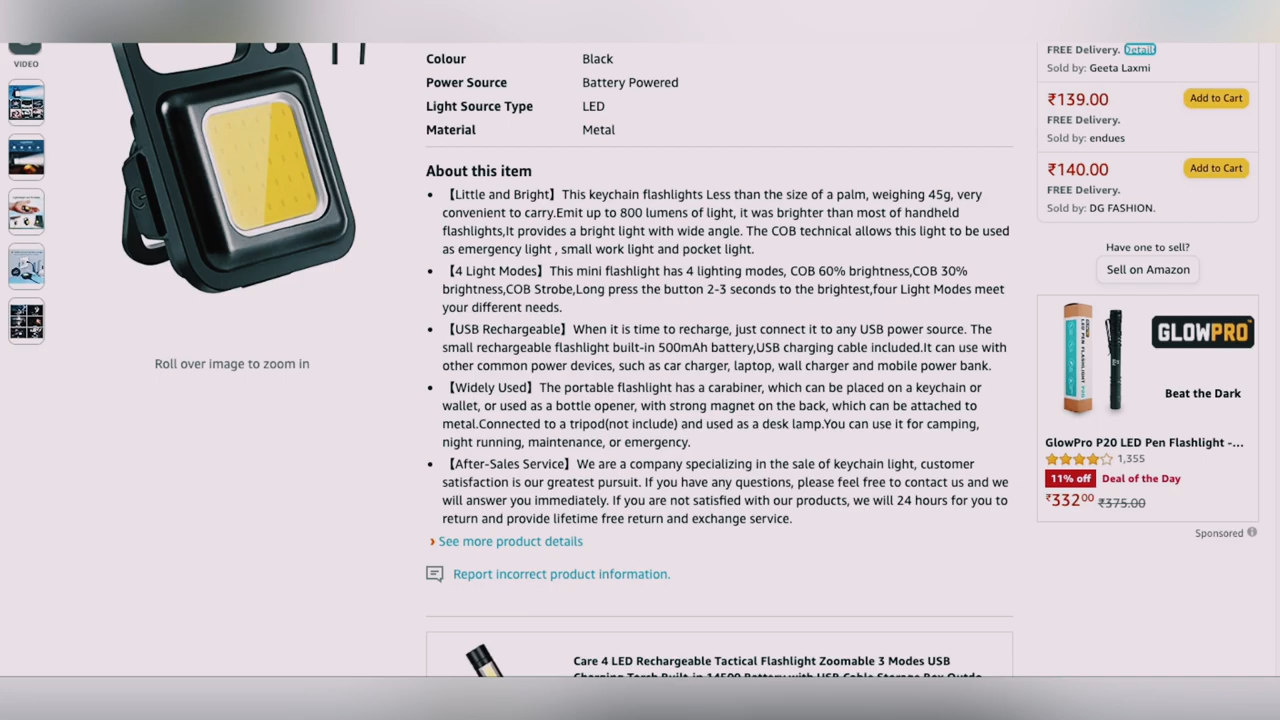 VIDEO
Roll over image to zoom in
Colour Black
Power Source Battery Powered
Light Source Type LED
Material Metal
About this item
【Little and Bright】This keychain flashlights Less than the size of a palm, weighing 45g, very
convenient to carry.Emit up to 800 lumens of light, it was brighter than most of handheld
flashlights,It provides a bright light with wide angle. The COB technical allows this light to be used
as emergency light , small work light and pocket light.
【4 Light Modes】This mini flashlight has 4 lighting modes, COB 60% brightness,COB 30%
brightness,COB Strobe,Long press the button 2-3 seconds to the brightest,four Light Modes meet
your different needs.
【USB Rechargeable】When it is time to recharge, just connect it to any USB power source. The
small rechargeable flashlight built-in 500mAh battery,USB charging cable included.It can use with
other common power devices, such as car charger, laptop, wall charger and mobile power bank.
【Widely Used】The portable flashlight has a carabiner, which can be placed on a keychain or
wallet, or used as a bottle opener, with strong magnet on the back, which can be attached to
metal.Connected to a tripod(not include) and used as a desk lamp.You can use it for camping,
night running, maintenance, or emergency.
【After-Sales Service】We are a company specializing in the sale of keychain light, customer
satisfaction is our greatest pursuit. If you have any questions, please feel free to contact us and we
will answer you immediately. If you are not satisfied with our products, we will 24 hours for you to
return and provide lifetime free return and exchange service.
› See more product details
Report incorrect product information.
Care 4 LED Rechargeable Tactical Flashlight Zoomable 3 Modes USB
Charging Torch Built-in 14500 Battery with USB Cable Storage Box Outdo
FREE Delivery. Details
Sold by: Geeta Laxmi
₹139.00 Add to Cart
FREE Delivery.
Sold by: endues
₹140.00 Add to Cart
FREE Delivery.
Sold by: DG FASHION.
Have one to sell?
Sell on Amazon
GLOWPRO
Beat the Dark
GlowPro P20 LED Pen Flashlight -...
1,355
11% off Deal of the Day
₹33200 ₹375.00
Sponsored